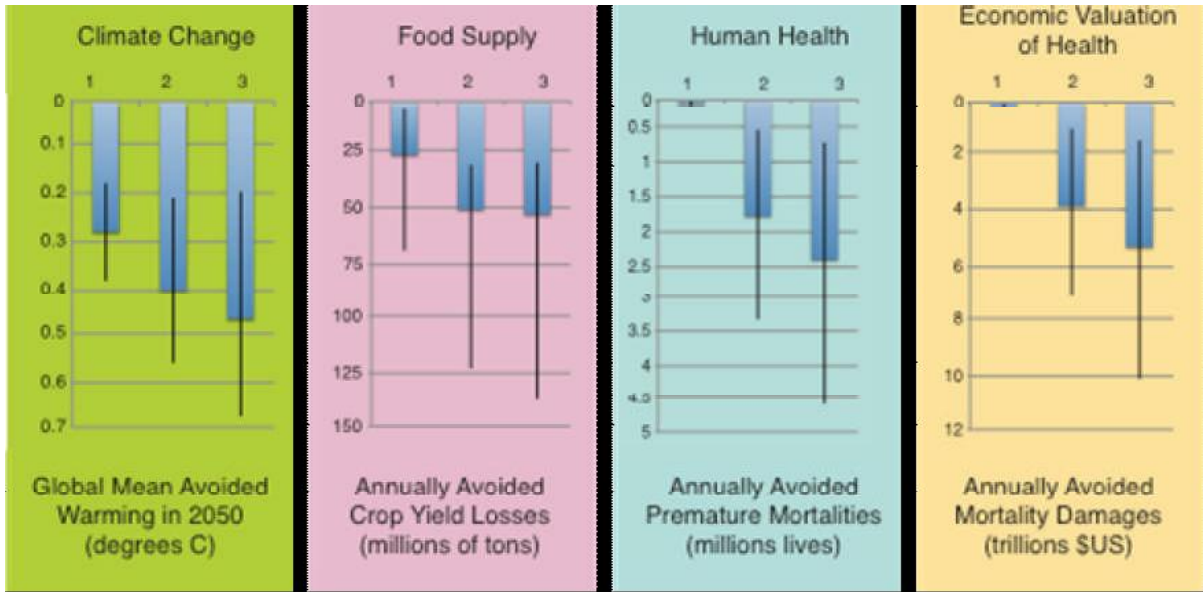 Climate Change
1 2 3
0
0.1
0.2
0.3
0.4
0.5
0.6
0.7
Global Mean Avoided
Warming in 2050
(degrees C)
Food Supply
1 2 3
0
25
50
75
100
125
150
Annually Avoided
Crop Yield Losses
(millions of tons)
Human Health
1 2 3
0
0.5
1
1.5
2
2.5
3.5
4
4.5
5
Annually Avoided
Premature Mortalities
(millions lives)
Economic Valuation
of Health
1 2 3
0
2
4
6
8
10
12
Annually Avoided
Mortality Damages
(trillions $US)